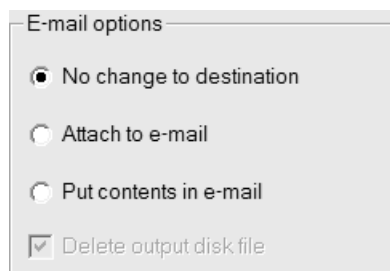 E-mail options
No change to destination
Attach to e-mail
Put contents in e-mail
Delete output disk file